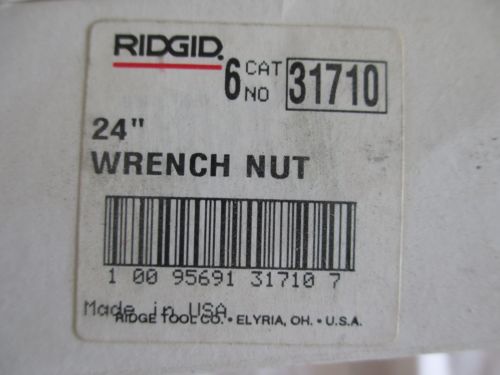 RIDGID.
6 CAT NO 31710
24"
WRENCH NUT
1 00 95691 31710 7
Made in USA
RIDGE TOOL CO. • ELYRIA, OH. • U.S.A.